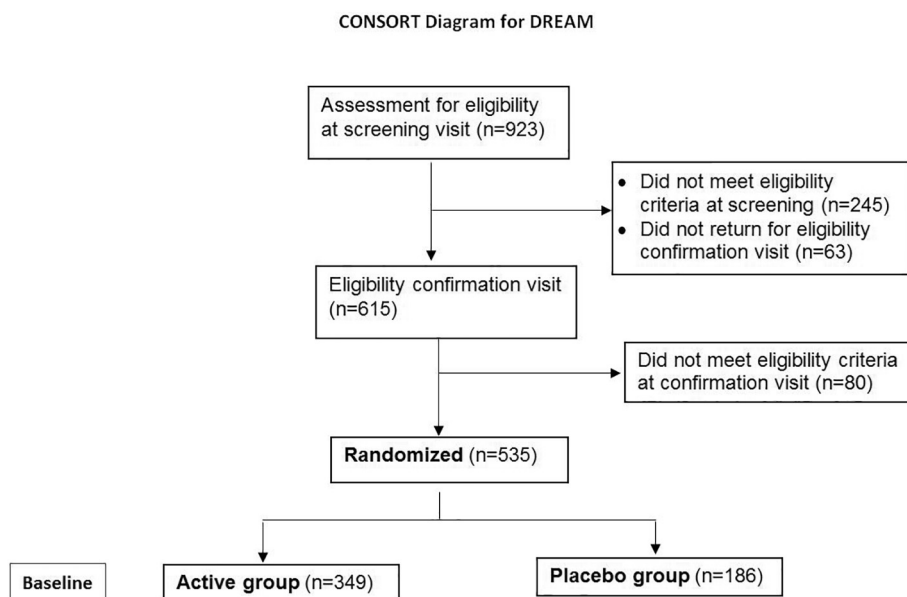 CONSORT Diagram for DREAM
Assessment for eligibility
at screening visit (n=923)
• Did not meet eligibility
criteria at screening (n=245)
• Did not return for eligibility
confirmation visit (n=63)
Eligibility confirmation visit
(n=615)
Did not meet eligibility criteria
at confirmation visit (n=80)
Randomized (n=535)
Baseline
Active group (n=349)
Placebo group (n=186)